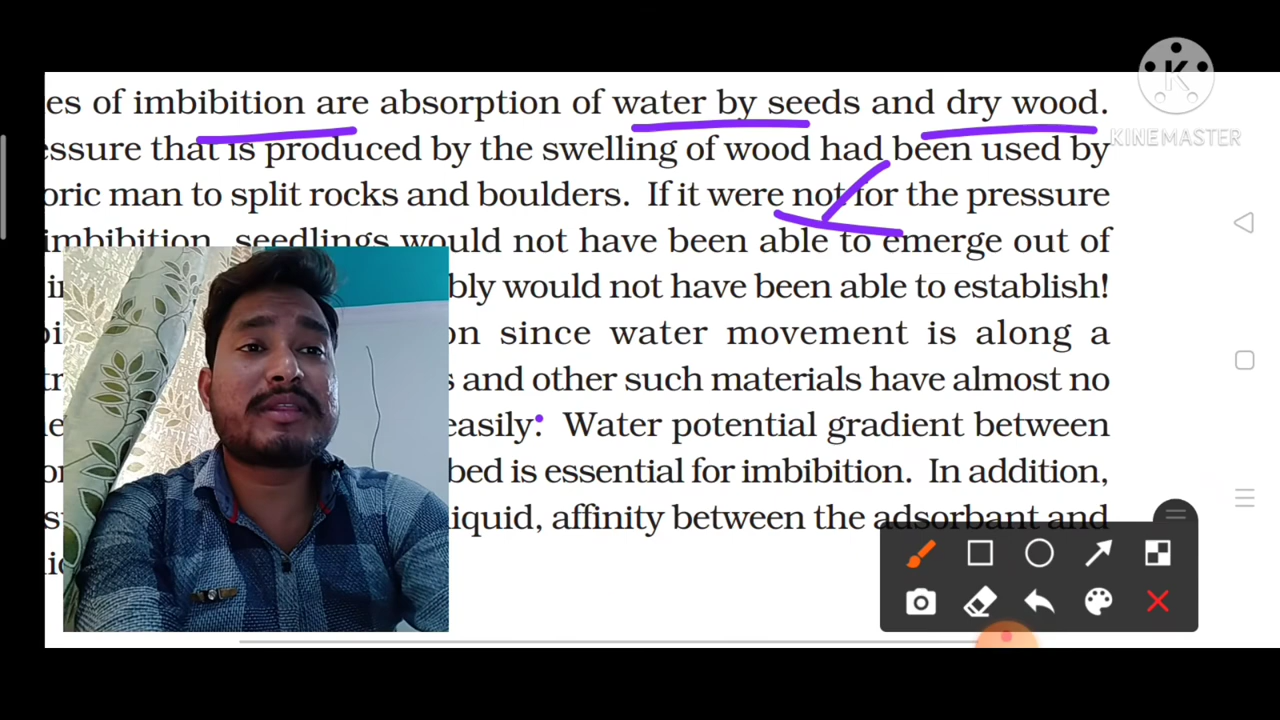 es of imbibition are absorption of water by seeds and dry wood.
essure that is produced by the swelling of wood had been used by
oric man to split rocks and boulders. If it were not for the pressure
imbibition, seedlings would not have been able to emerge out of
bly would not have been able to establish!
on since water movement is along a
s and other such materials have almost no
easily. Water potential gradient between
bed is essential for imbibition. In addition,
liquid, affinity between the adsorbant and
K
KINEMASTER